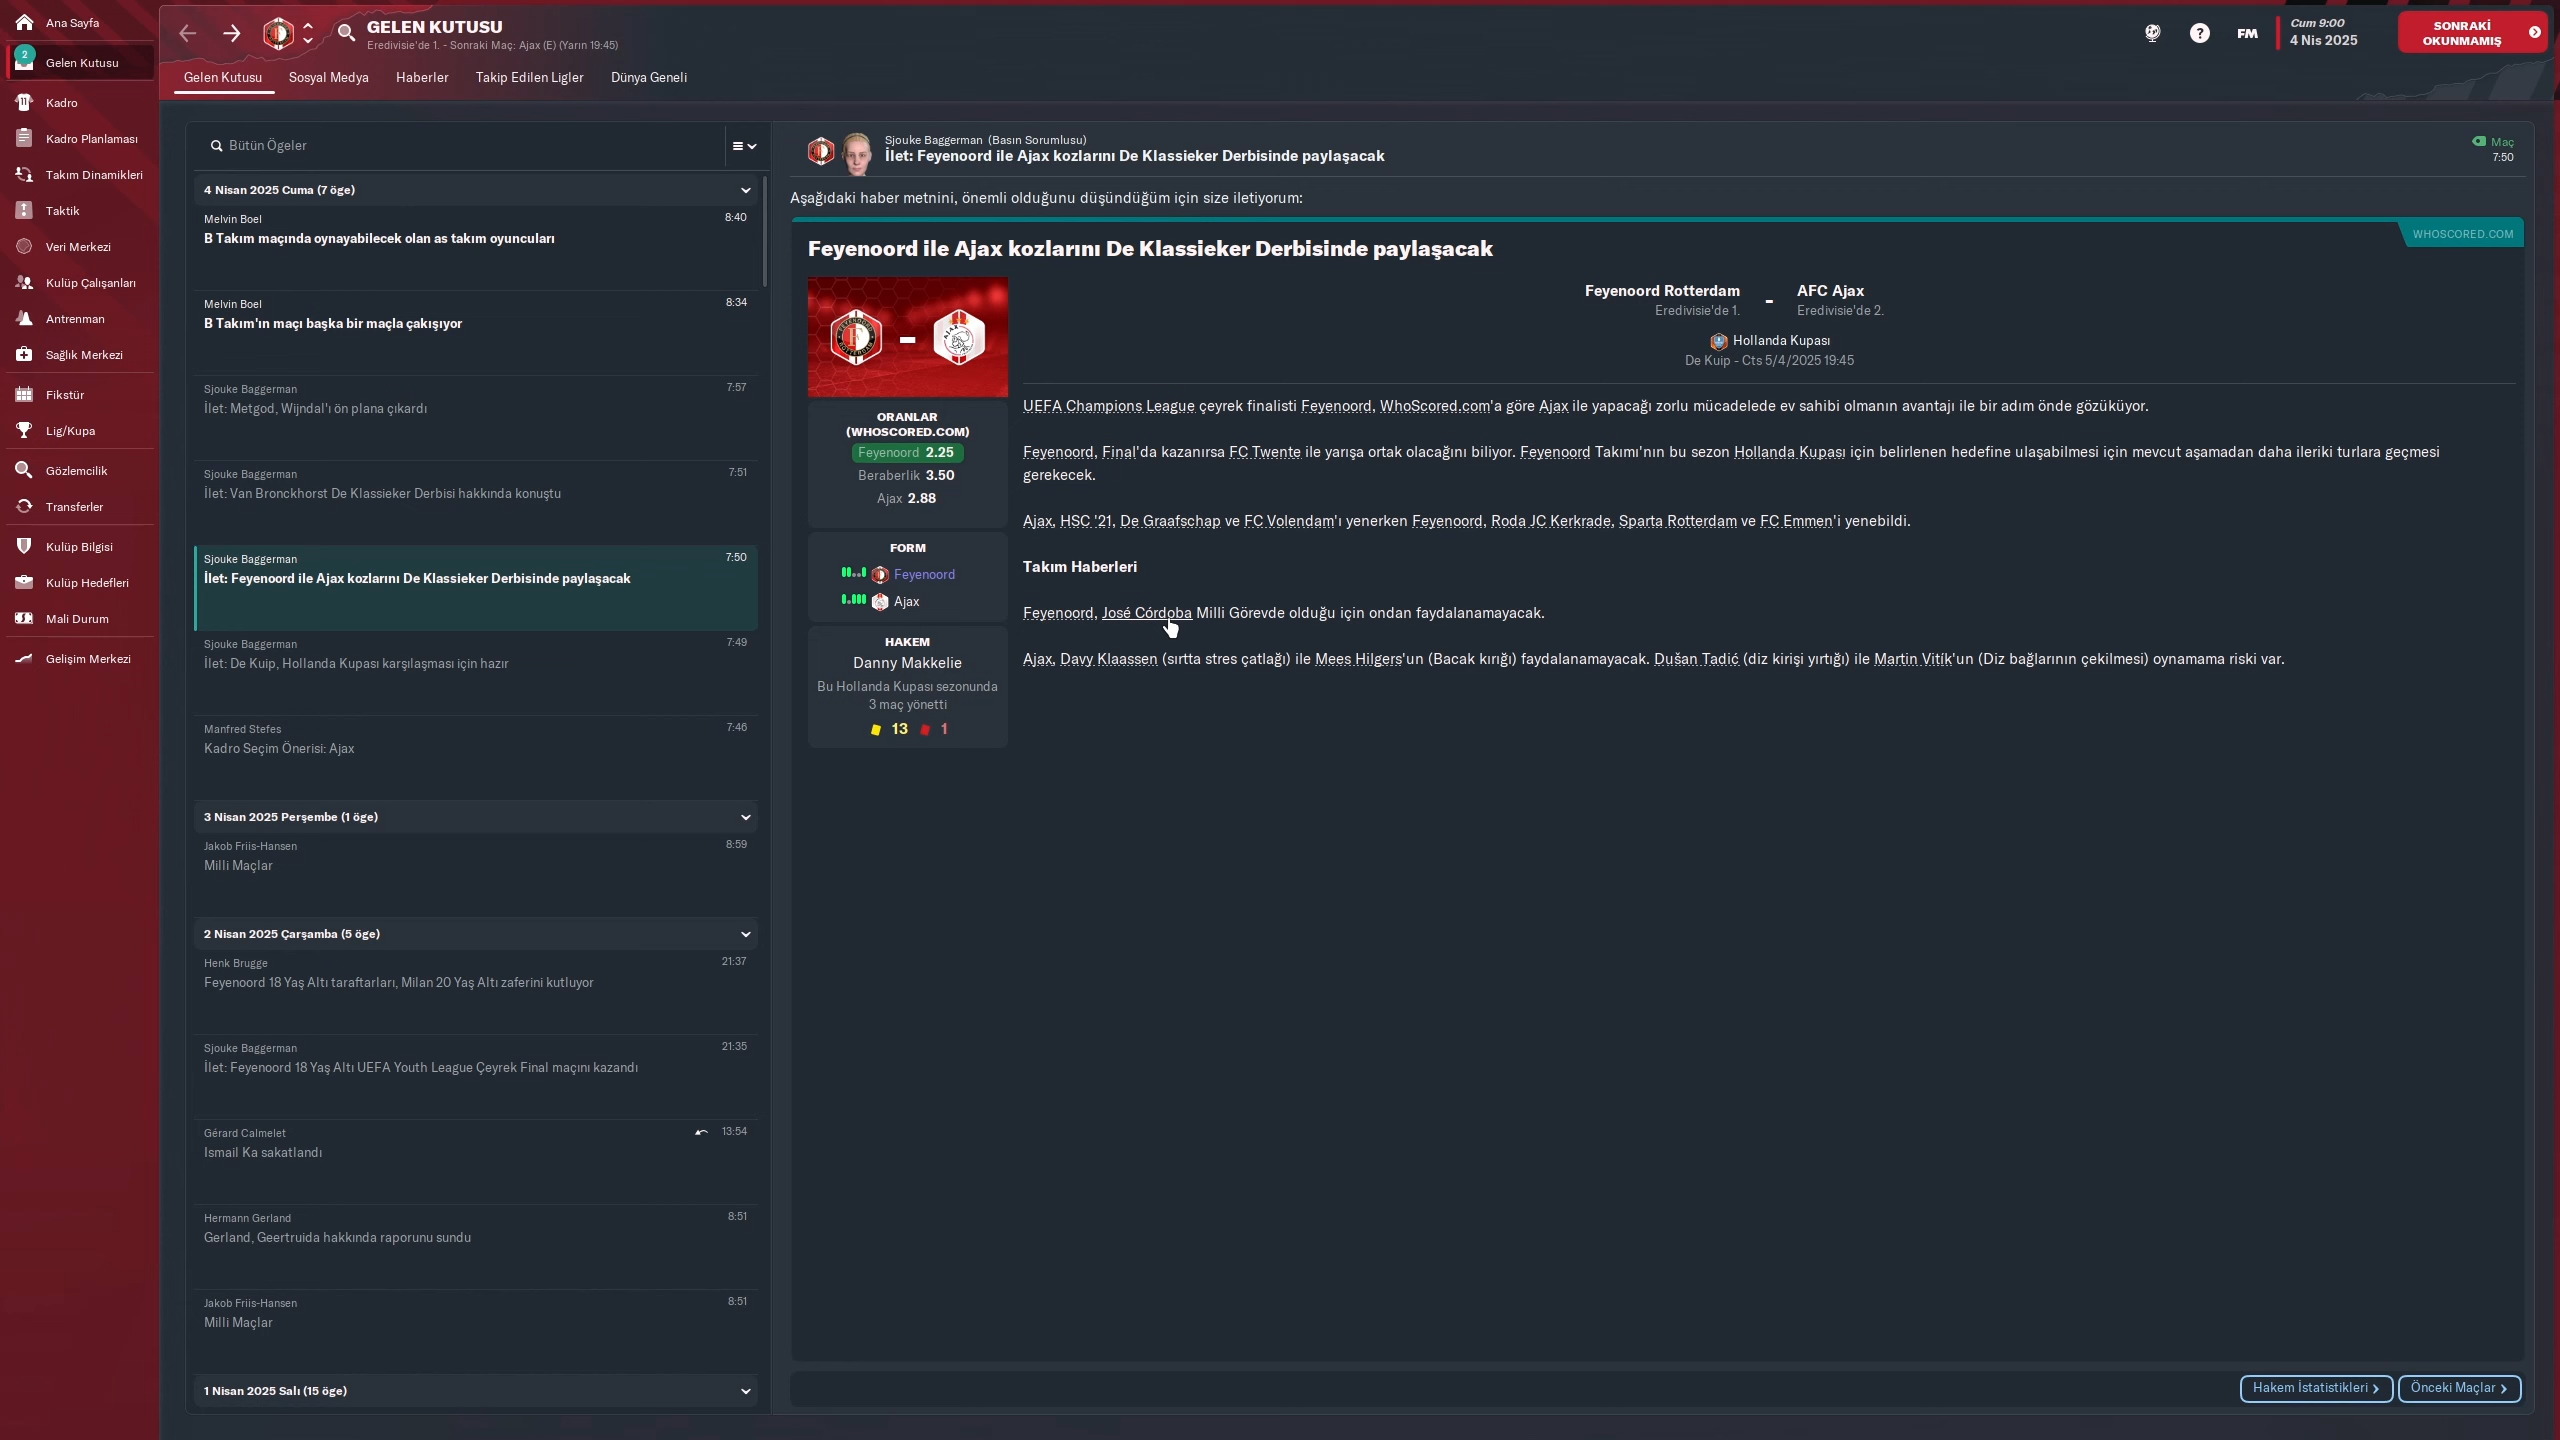 Ana Sayfa
2
Gelen Kutusu
Kadro
Kadro Planlaması
Takım Dinamikleri
Taktik
Veri Merkezi
Kulüp Çalışanları
Antrenman
Sağlık Merkezi
Fikstür
Lig/Kupa
Gözlemcilik
Transferler
Kulüp Bilgisi
Kulüp Hedefleri
Mali Durum
Gelişim Merkezi
GELEN KUTUSU
Eredivisie'de 1. - Sonraki Maç: Ajax (E) (Yarın 19:45)
FM
Cum 9:00
4 Nis 2025
SONRAKİ
OKUNMAMIŞ
Gelen Kutusu Sosyal Medya Haberler Takip Edilen Ligler Dünya Geneli
Bütün Ögeler
4 Nisan 2025 Cuma (7 öge)
Melvin Boel 8:40
B Takım maçında oynayabilecek olan as takım oyuncuları
Melvin Boel 8:34
B Takım'ın maçı başka bir maçla çakışıyor
Sjouke Baggerman 7:57
İlet: Metgod, Wijndal'ı ön plana çıkardı
Sjouke Baggerman 7:51
İlet: Van Bronckhorst De Klassieker Derbisi hakkında konuştu
Sjouke Baggerman 7:50
İlet: Feyenoord ile Ajax kozlarını De Klassieker Derbisinde paylaşacak
Sjouke Baggerman 7:49
İlet: De Kuip, Hollanda Kupası karşılaşması için hazır
Manfred Stefes 7:46
Kadro Seçim Önerisi: Ajax
3 Nisan 2025 Perşembe (1 öge)
Jakob Friis-Hansen 8:59
Milli Maçlar
2 Nisan 2025 Çarşamba (5 öge)
Henk Brugge 21:37
Feyenoord 18 Yaş Altı taraftarları, Milan 20 Yaş Altı zaferini kutluyor
Sjouke Baggerman 21:35
İlet: Feyenoord 18 Yaş Altı UEFA Youth League Çeyrek Final maçını kazandı
Gérard Calmelet 13:54
Ismail Ka sakatlandı
Hermann Gerland 8:51
Gerland, Geertruida hakkında raporunu sundu
Jakob Friis-Hansen 8:51
Milli Maçlar
1 Nisan 2025 Salı (15 öge)
Sjouke Baggerman (Basın Sorumlusu)
İlet: Feyenoord ile Ajax kozlarını De Klassieker Derbisinde paylaşacak
Maç
7:50
Aşağıdaki haber metnini, önemli olduğunu düşündüğüm için size iletiyorum:
WHOSCORED.COM
Feyenoord ile Ajax kozlarını De Klassieker Derbisinde paylaşacak
Feyenoord Rotterdam - AFC Ajax
Eredivisie'de 1. Eredivisie'de 2.
Hollanda Kupası
De Kuip - Cts 5/4/2025 19:45
ORANLAR
(WHOSCORED.COM)
Feyenoord 2.25
Beraberlik 3.50
Ajax 2.88
FORM
Feyenoord
Ajax
HAKEM
Danny Makkelie
Bu Hollanda Kupası sezonunda
3 maç yönetti
13 1
UEFA Champions League çeyrek finalisti Feyenoord, WhoScored.com'a göre Ajax ile yapacağı zorlu mücadelede ev sahibi olmanın avantajı ile bir adım önde gözüküyor.
Feyenoord, Final'da kazanırsa FC Twente ile yarışa ortak olacağını biliyor. Feyenoord Takımı'nın bu sezon Hollanda Kupası için belirlenen hedefine ulaşabilmesi için mevcut aşamadan daha ileriki turlara geçmesi
gerekecek.
Ajax, HSC '21, De Graafschap ve FC Volendam'ı yenerken Feyenoord, Roda JC Kerkrade, Sparta Rotterdam ve FC Emmen'i yenebildi.
Takım Haberleri
Feyenoord, José Córdoba Milli Görevde olduğu için ondan faydalanamayacak.
Ajax, Davy Klaassen (sırtta stres çatlağı) ile Mees Hilgers'un (Bacak kırığı) faydalanamayacak. Dušan Tadić (diz kirişi yırtığı) ile Martin Vitík'un (Diz bağlarının çekilmesi) oynamama riski var.
Hakem İstatistikleri
Önceki Maçlar